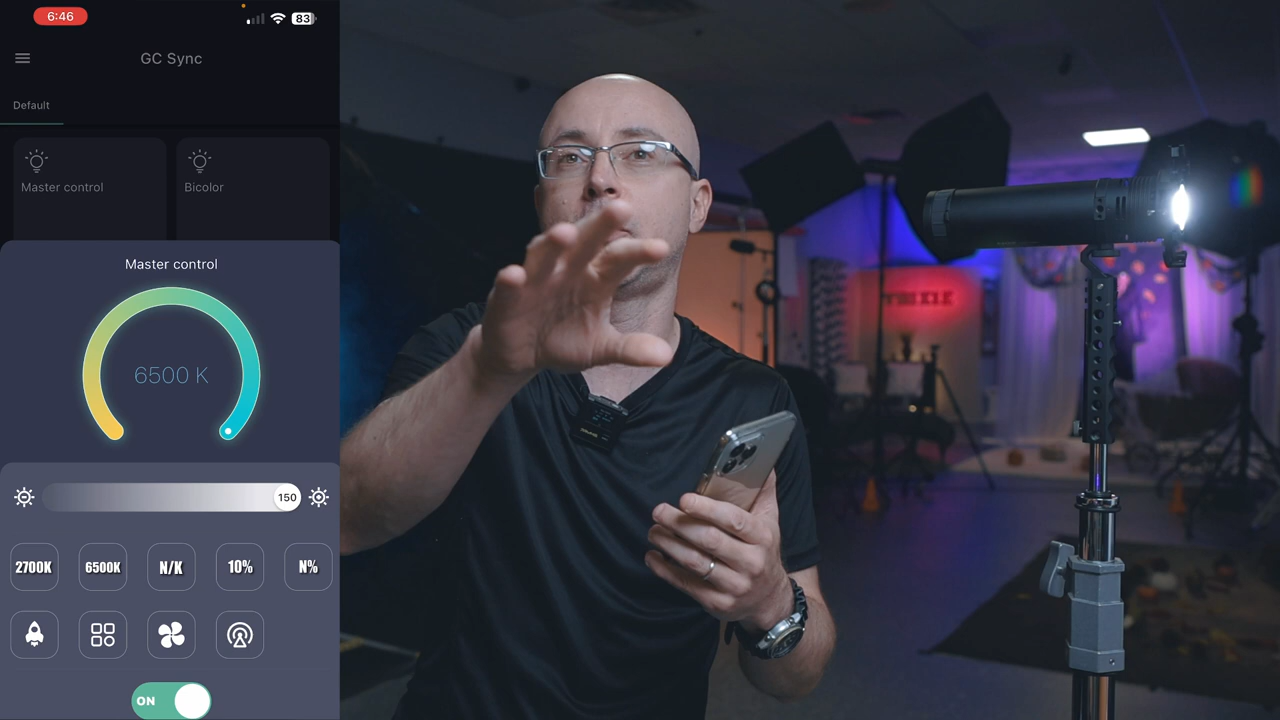 6:46
83
GC Sync
Default
Master control
Bicolor
Master control
6500 K
150
2700K
6500K
N/K
10%
N%
ON